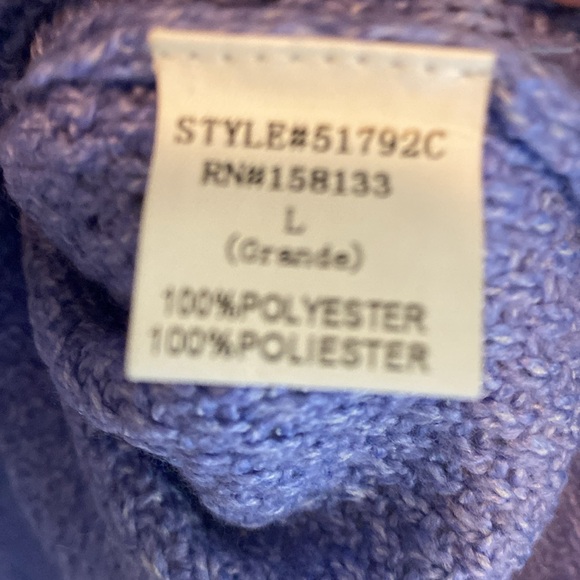 STYLE#51792C
RN#158133
L
(Grande)
100%POLYESTER
100%POLIESTER